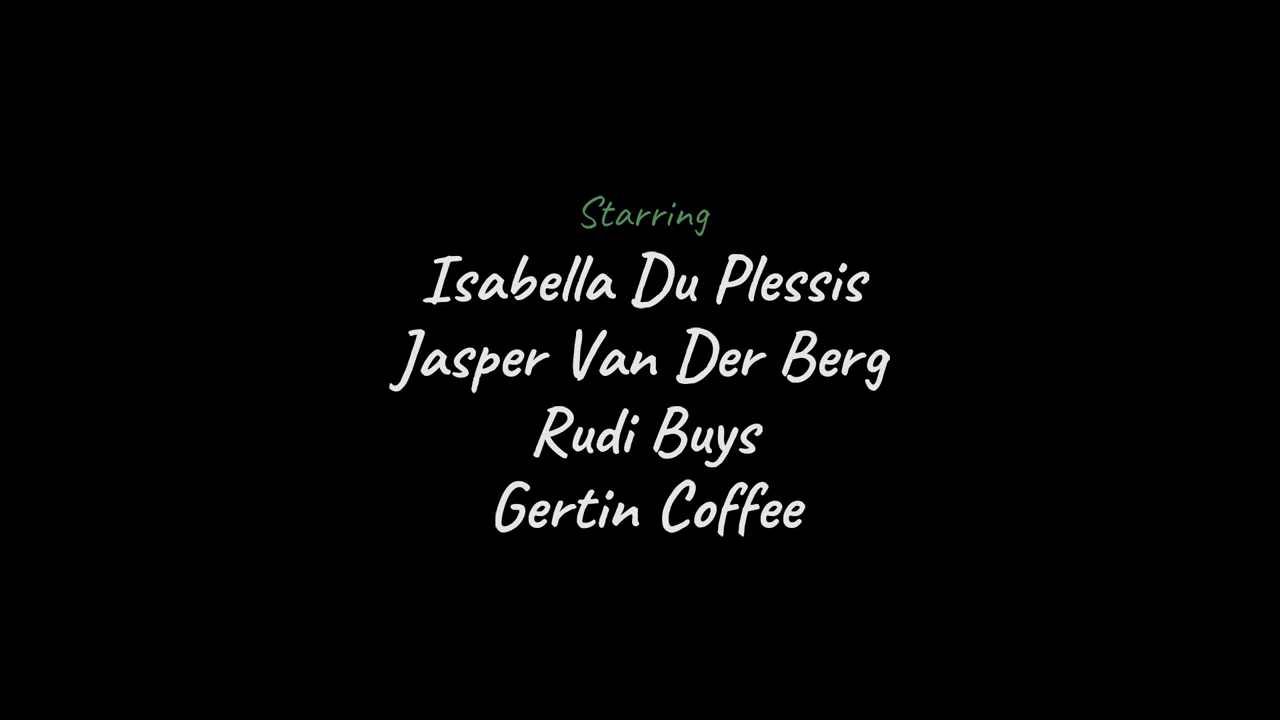 Starring
Isabella Du Plessis
Jasper Van Der Berg
Rudi Buys
Gertin Coffee